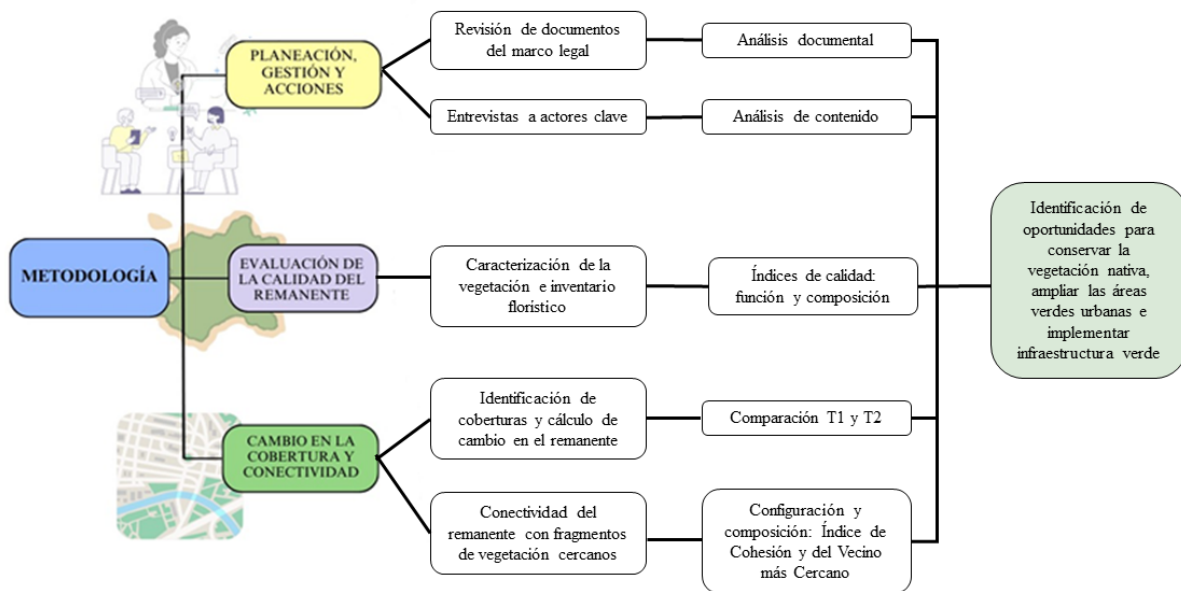 METODOLOGÍA
PLANEACIÓN,
GESTIÓN Y
ACCIONES
Revisión de documentos
del marco legal
Análisis documental
Entrevistas a actores clave
Análisis de contenido
EVALUACIÓN DE
LA CALIDAD DEL
REMANENTE
Caracterización de la
vegetación e inventario
florístico
Índices de calidad:
función y composición
CAMBIO EN LA
COBERTURA Y
CONECTIVIDAD
Identificación de
coberturas y cálculo de
cambio en el remanente
Comparación T1 y T2
Conectividad del
remanente con fragmentos
de vegetación cercanos
Configuración y
composición: Índice de
Cohesión y del Vecino
más Cercano
Identificación de
oportunidades para
conservar la
vegetación nativa,
ampliar las áreas
verdes urbanas e
implementar
infraestructura verde